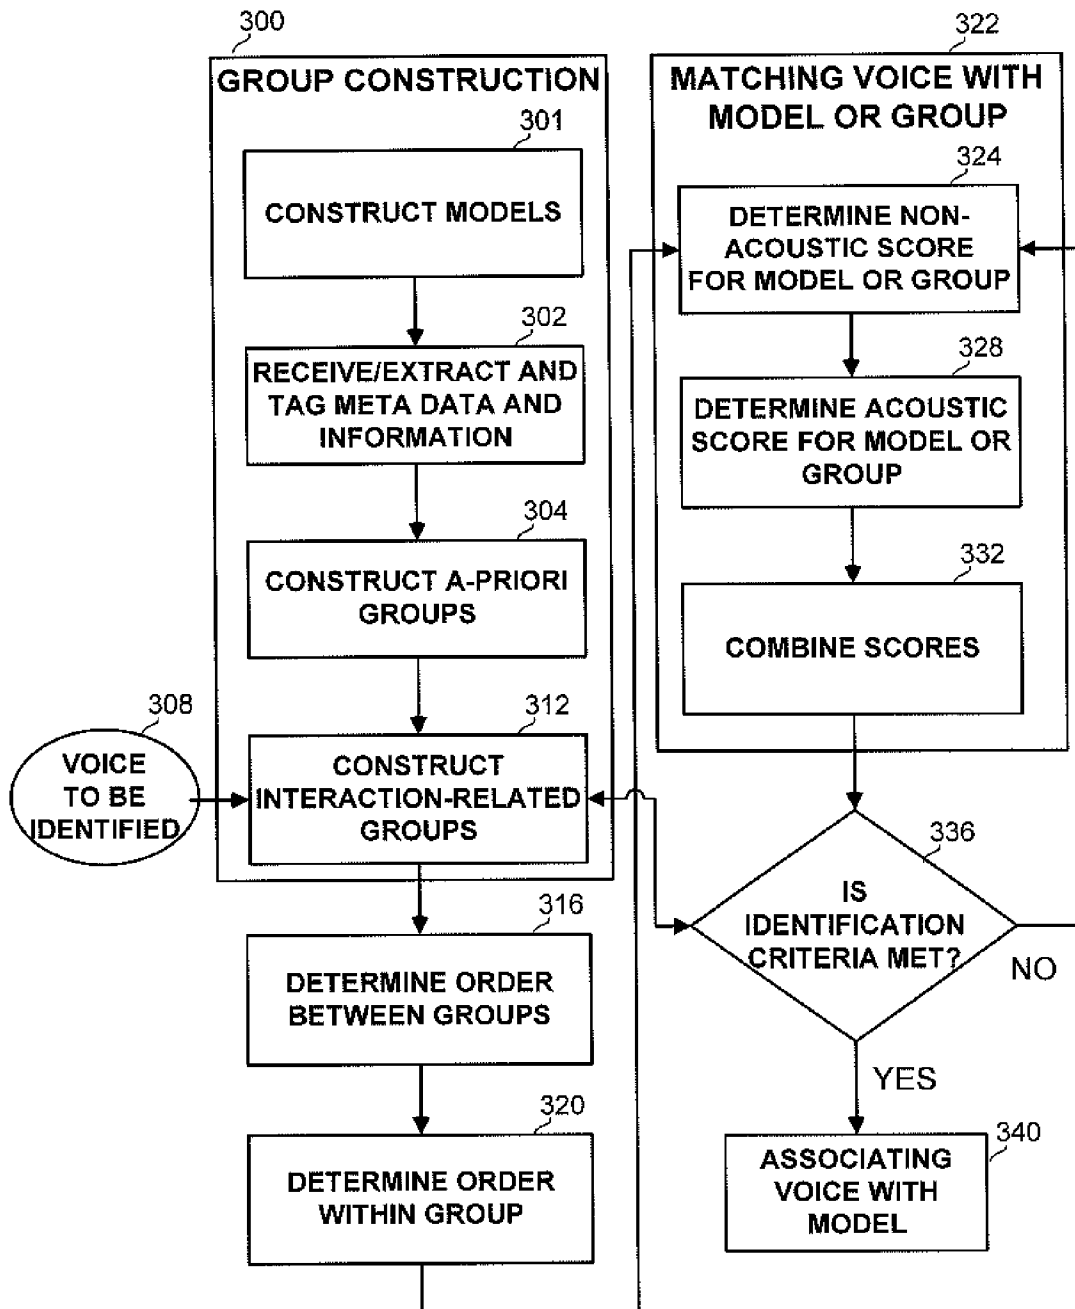 300
GROUP CONSTRUCTION
301
CONSTRUCT MODELS
302
RECEIVE/EXTRACT AND
TAG META DATA AND
INFORMATION
304
CONSTRUCT A-PRIORI
GROUPS
308
VOICE
TO BE
IDENTIFIED
312
CONSTRUCT
INTERACTION-RELATED
GROUPS
316
DETERMINE ORDER
BETWEEN GROUPS
320
DETERMINE ORDER
WITHIN GROUP
322
MATCHING VOICE WITH
MODEL OR GROUP
324
DETERMINE NON-
ACOUSTIC SCORE
FOR MODEL OR GROUP
328
DETERMINE ACOUSTIC
SCORE FOR MODEL OR
GROUP
332
COMBINE SCORES
336
IS
IDENTIFICATION
CRITERIA MET?
NO
YES
340
ASSOCIATING
VOICE WITH
MODEL